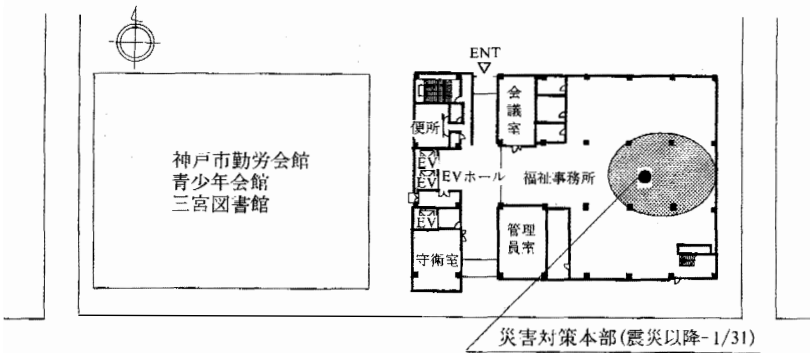 ENT
会議室
便所
神戸市勤労会館
青少年会館
三宮図書館
EV
EV
EVホール
福祉事務所
EV
管理員室
守衛室
災害対策本部(震災以降-1/31)